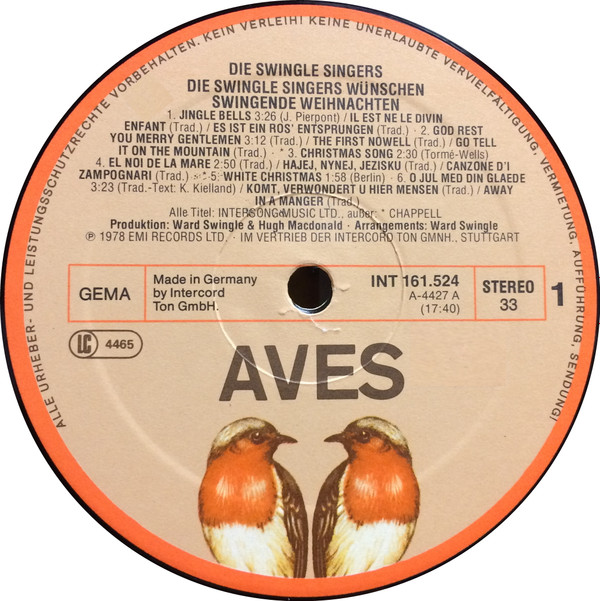 ALLE URHEBER- UND LEISTUNGSSCHUTZRECHTE VORBEHALTEN. KEIN VERLEIH! KEINE UNERLAUBTE VERVIELFÄLTIGUNG, VERMIETUNG, AUFFÜHRUNG, SENDUNG!
DIE SWINGLE SINGERS
DIE SWINGLE SINGERS WÜNSCHEN
SWINGENDE WEIHNACHTEN
1. JINGLE BELLS 3:26 (J. Pierpont) / IL EST NE LE DIVIN
ENFANT (Trad.) / ES IST EIN ROS' ENTSPRUNGEN (Trad.) · 2. GOD REST
YOU MERRY GENTLEMEN 3:12 (Trad.) / THE FIRST NOWELL (Trad.) / GO TELL
IT ON THE MOUNTAIN (Trad.) · * 3. CHRISTMAS SONG 2:30 (Tormé-Wells)
4. EL NOI DE LA MARE 2:50 (Trad.) / HAJEJ, NYNEJ, JEZISKU (Trad.) / CANZONE D'I
ZAMPOGNARI (Trad.) · * 5. WHITE CHRISTMAS 1:58 (Berlin) · 6. O JUL MED DIN GLAEDE
3:23 (Trad.-Text: K. Kielland) / KOMT, VERWONDERT U HIER MENSEN (Trad.) / AWAY
IN A MANGER (Trad.)
Alle Titel: INTERSONG MUSIC LTD., außer: * CHAPPELL
Produktion: Ward Swingle & Hugh Macdonald · Arrangements: Ward Swingle
℗ 1978 EMI RECORDS LTD. · IM VERTRIEB DER INTERCORD TON GMNH., STUTTGART
GEMA
Made in Germany
by Intercord
Ton GmbH.
INT 161.524
A-4427 A
(17:40)
STEREO
33
1
LC 4465
AVES